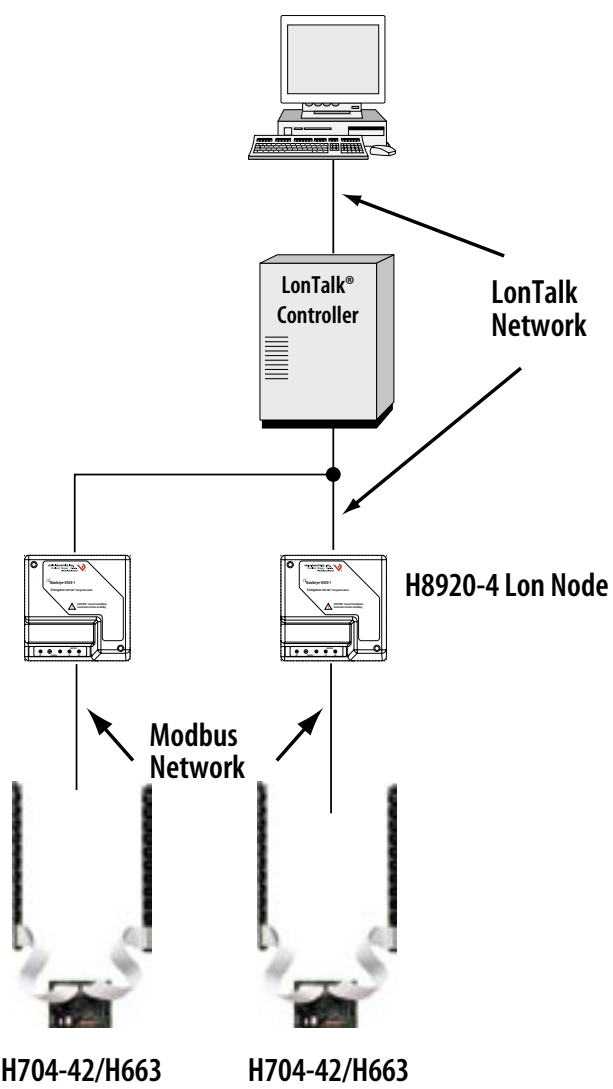 LonTalk®
Controller
LonTalk
Network
H8920-4 Lon Node
Modbus
Network
H704-42/H663
H704-42/H663